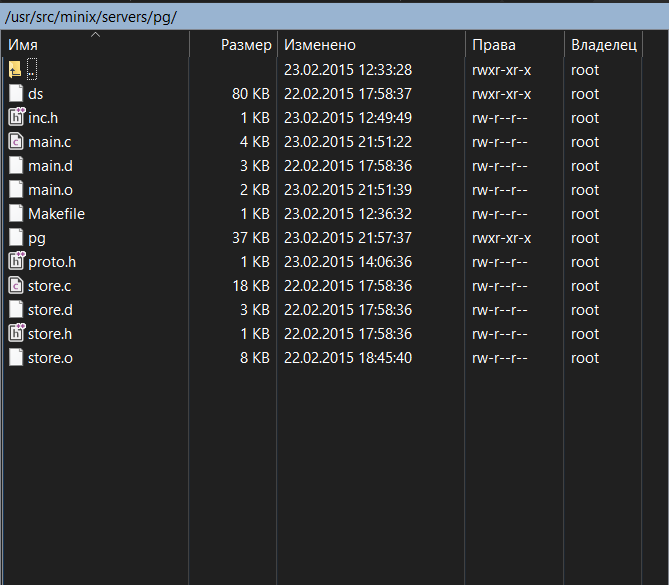 /usr/src/minix/servers/pg/
Имя Размер Изменено Права Владелец
.. 23.02.2015 12:33:28 rwxr-xr-x root
ds 80 KB 22.02.2015 17:58:37 rwxr-xr-x root
inc.h 1 KB 23.02.2015 12:49:49 rw-r--r-- root
main.c 4 KB 23.02.2015 21:51:22 rw-r--r-- root
main.d 3 KB 22.02.2015 17:58:36 rw-r--r-- root
main.o 2 KB 23.02.2015 21:51:39 rw-r--r-- root
Makefile 1 KB 23.02.2015 12:36:32 rw-r--r-- root
pg 37 KB 23.02.2015 21:57:37 rwxr-xr-x root
proto.h 1 KB 23.02.2015 14:06:36 rw-r--r-- root
store.c 18 KB 22.02.2015 17:58:36 rw-r--r-- root
store.d 3 KB 22.02.2015 17:58:36 rw-r--r-- root
store.h 1 KB 22.02.2015 17:58:36 rw-r--r-- root
store.o 8 KB 22.02.2015 18:45:40 rw-r--r-- root